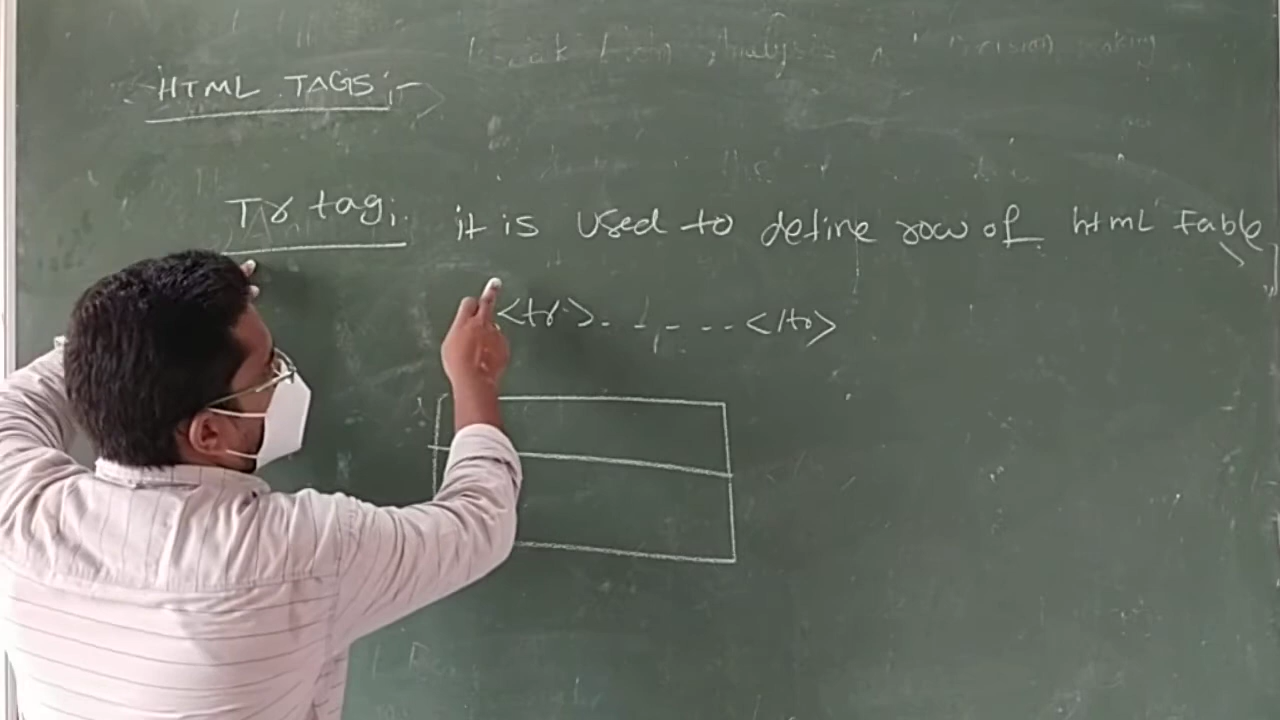 HTML TAGS:-
Tr tag: it is used to define row of html table
<tr>- - - - - -</tr>